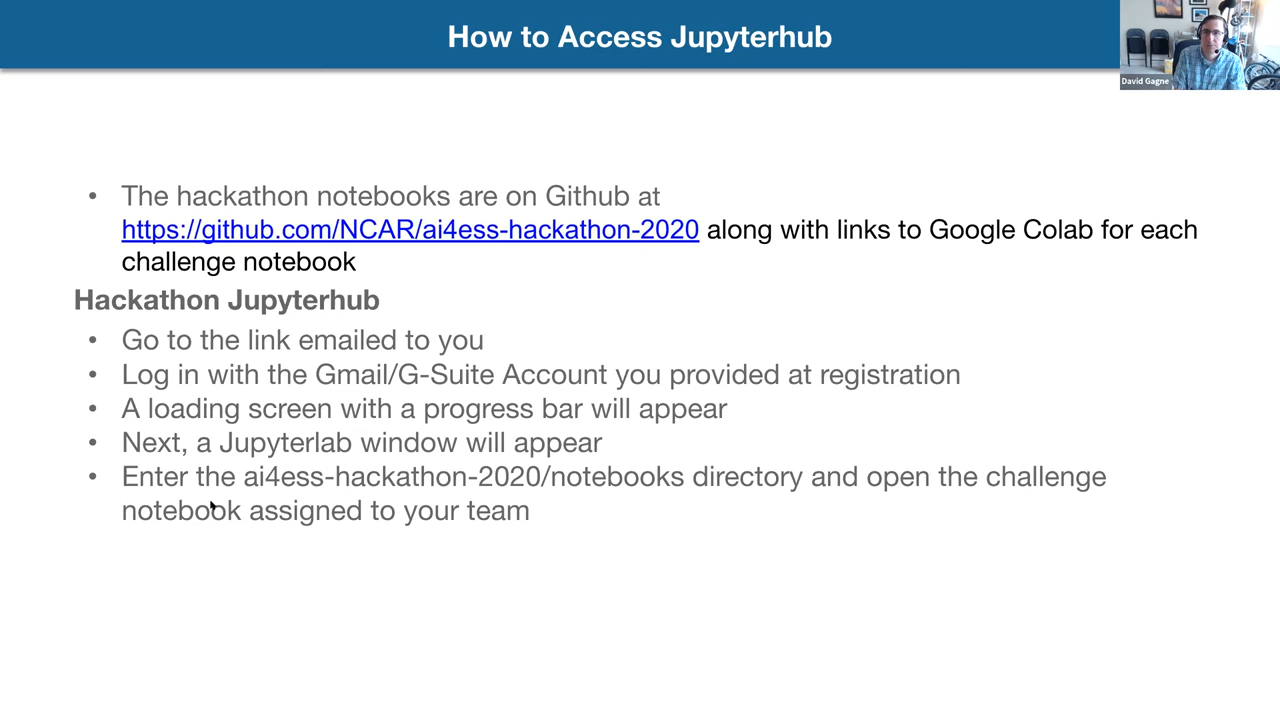 How to Access Jupyterhub
David Gagne
• The hackathon notebooks are on Github at
https://github.com/NCAR/ai4ess-hackathon-2020 along with links to Google Colab for each
challenge notebook
Hackathon Jupyterhub
• Go to the link emailed to you
• Log in with the Gmail/G-Suite Account you provided at registration
• A loading screen with a progress bar will appear
• Next, a Jupyterlab window will appear
• Enter the ai4ess-hackathon-2020/notebooks directory and open the challenge
notebook assigned to your team